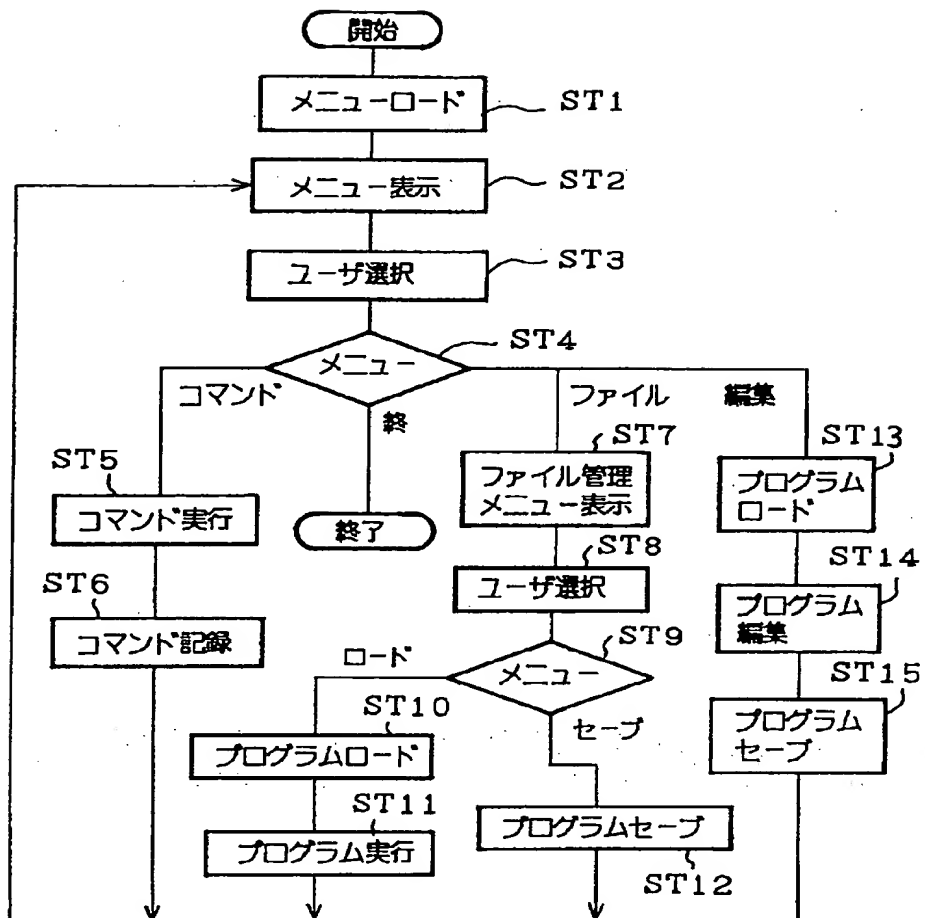 開始
メニューロード
ST1
メニュー表示
ST2
ユーザ選択
ST3
メニュー
ST4
コマンド
終
ファイル
編集
ST5
コマンド実行
終了
ST7
ファイル管理
メニュー表示
ST13
プログラム
ロード
ST6
コマンド記録
ST8
ユーザ選択
ST14
プログラム
編集
ロード
メニュー
ST9
セーブ
ST15
プログラム
セーブ
ST10
プログラムロード
ST11
プログラム実行
プログラムセーブ
ST12